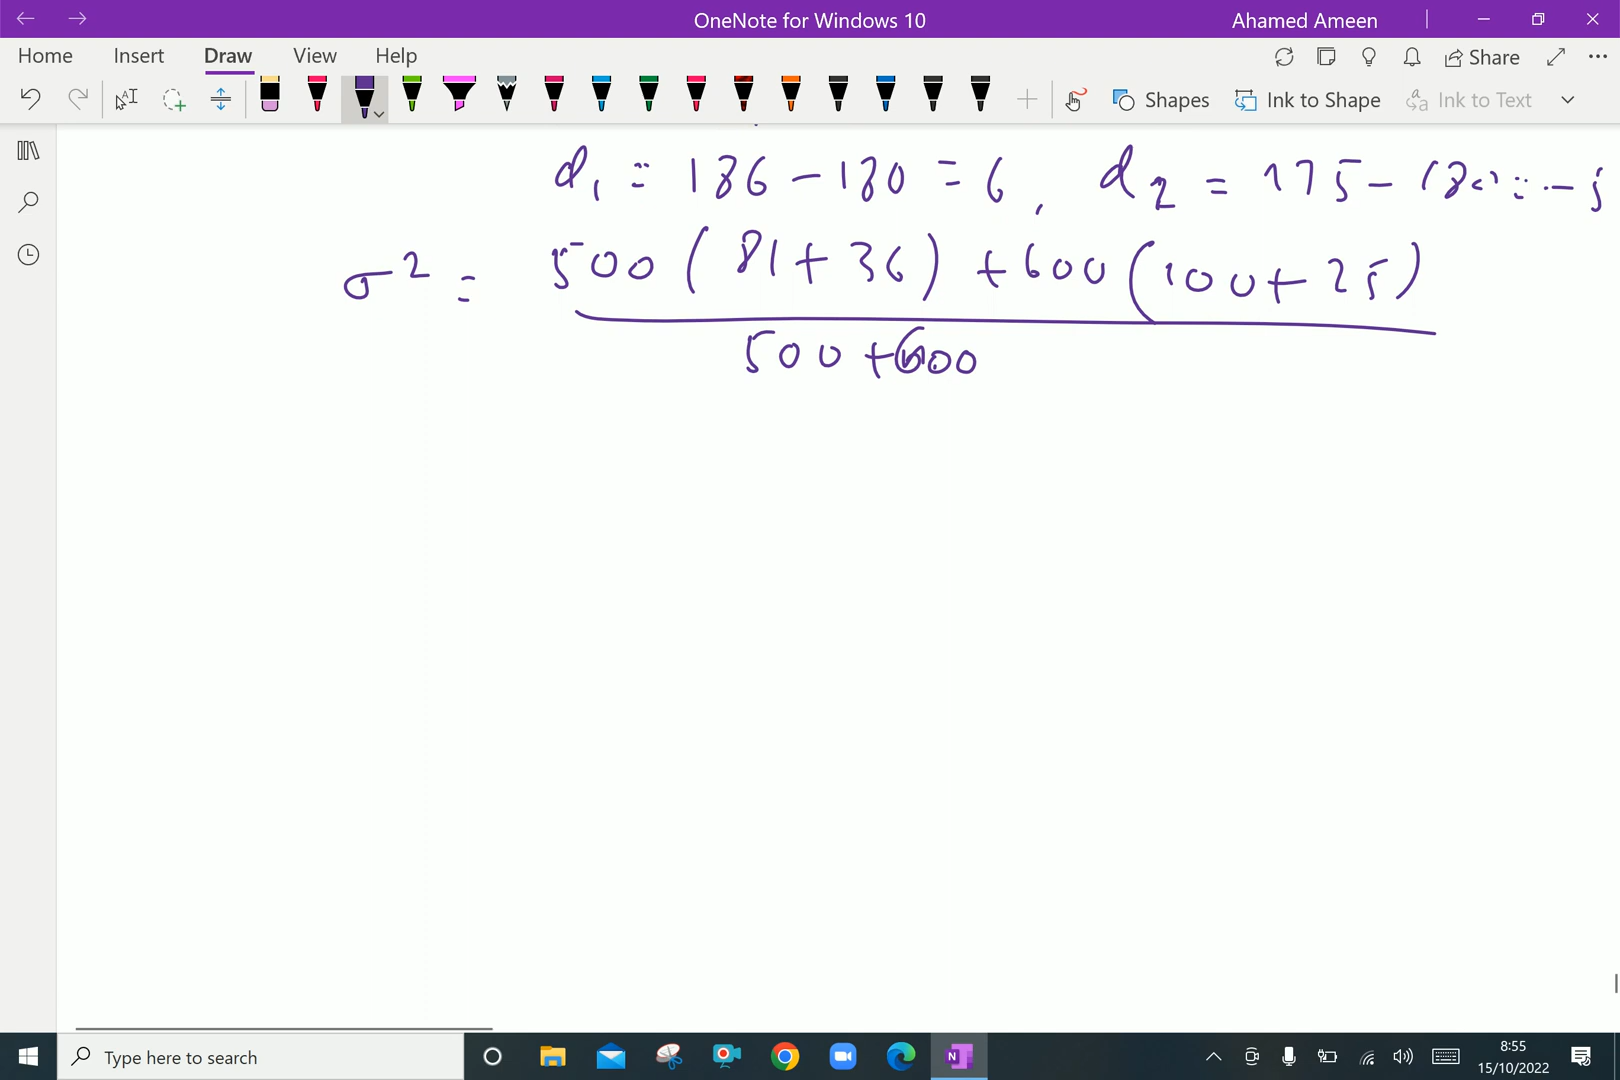 OneNote for Windows 10
Ahamed Ameen
Home Insert Draw View Help
Share
Shapes Ink to Shape Ink to Text
d₁ = 186 - 180 = 6, d₂ = 175 - 180 = -5
σ² = 500 (81 + 36) + 600 (100 + 25)
500 + 600
Type here to search
8:55
15/10/2022